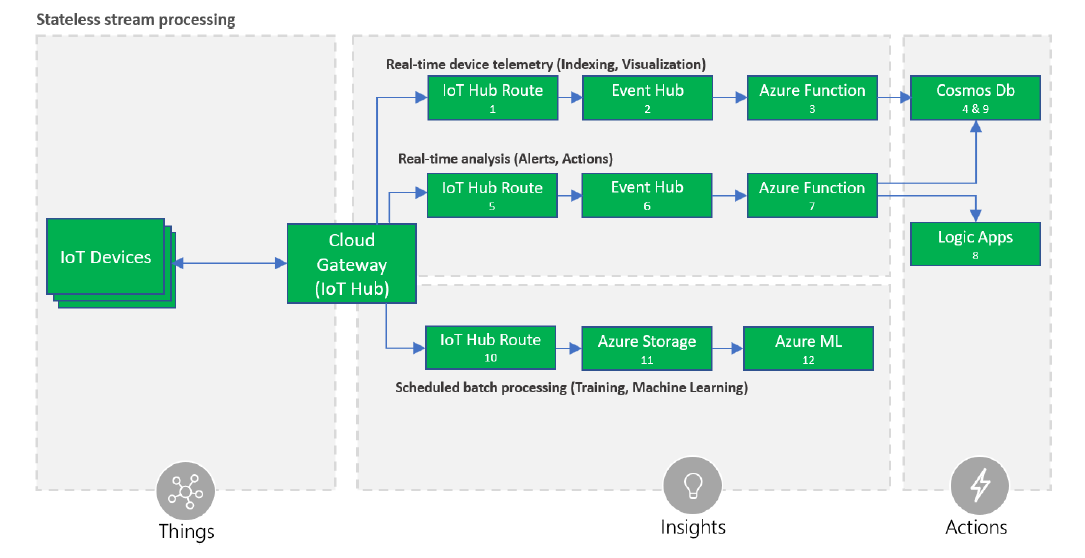 Stateless stream processing
Real-time device telemetry (Indexing, Visualization)
IoT Hub Route
1
Event Hub
2
Azure Function
3
Cosmos Db
4 & 9
Real-time analysis (Alerts, Actions)
IoT Hub Route
5
Event Hub
6
Azure Function
7
Logic Apps
8
IoT Devices
Cloud
Gateway
(IoT Hub)
IoT Hub Route
10
Azure Storage
11
Azure ML
12
Scheduled batch processing (Training, Machine Learning)
Things
Insights
Actions